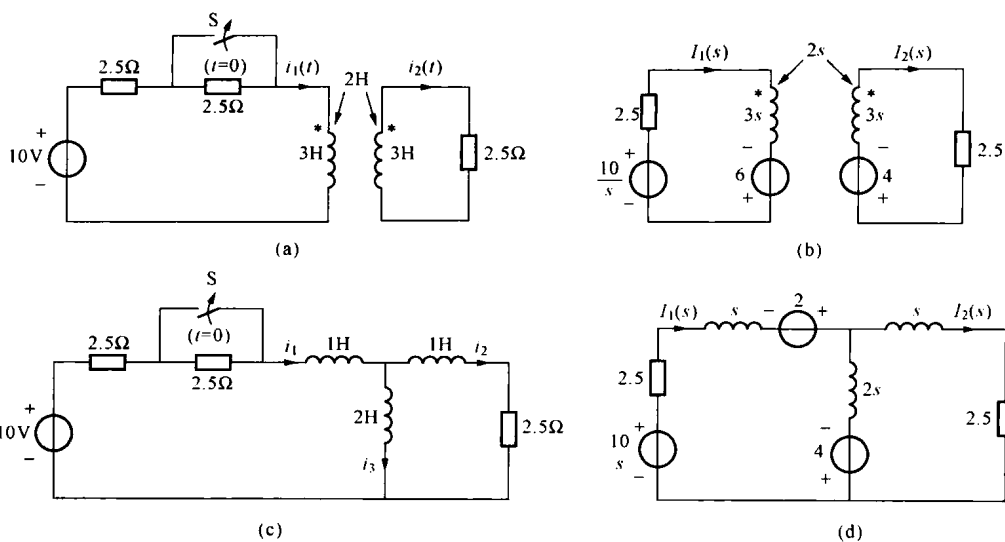 S
2.5Ω
(t=0)
2.5Ω
i₁(t)
2H
i₂(t)
10V
+
−
*
3H
*
3H
2.5Ω
(a)
I₁(s)
2s
I₂(s)
2.5
*
3s
*
3s
2.5
10/s
+
−
−
6
+
−
4
+
(b)
S
2.5Ω
(t=0)
2.5Ω
i₁
1H
1H
i₂
10V
+
−
2H
i₃
2.5Ω
(c)
I₁(s)
s
− 2 +
s
I₂(s)
2.5
2s
2.5
+
10
s
−
−
4
+
(d)